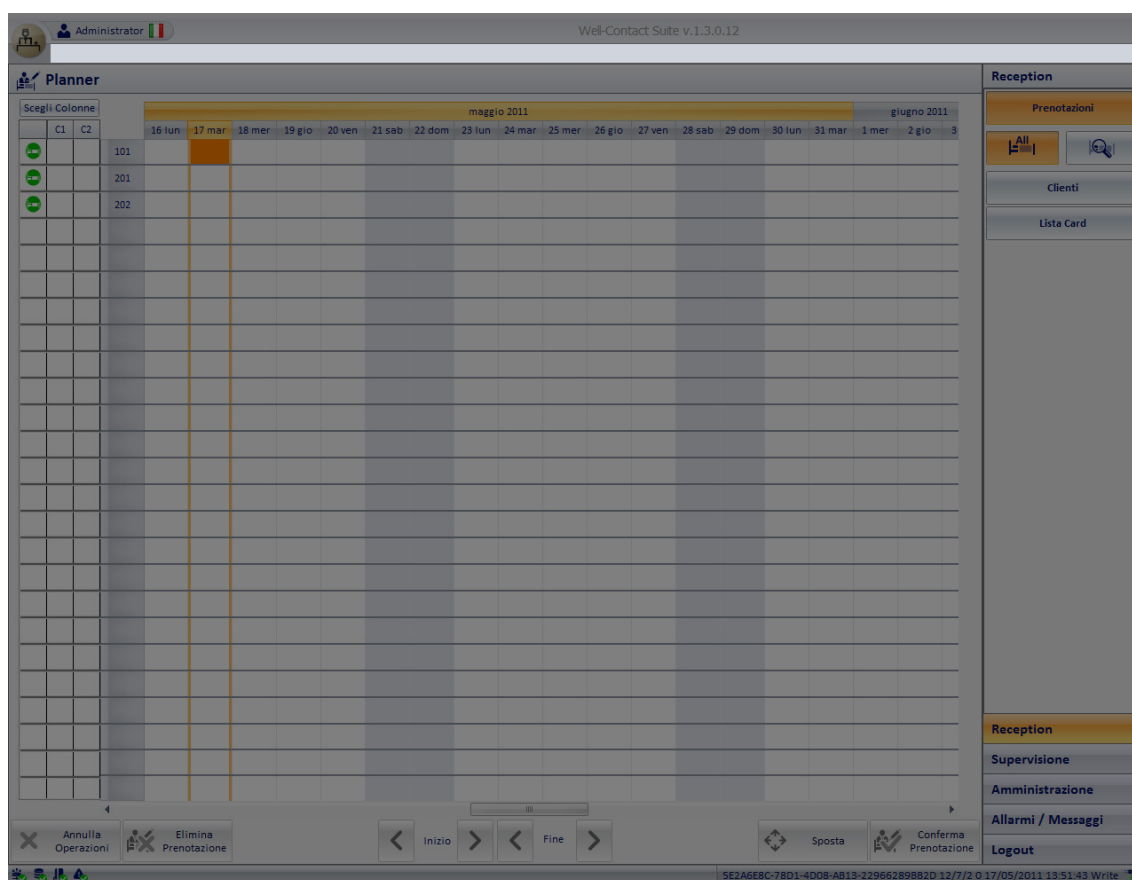 Administrator
Well-Contact Suite v.1.3.0.12
Planner
Reception
Scegli Colonne
maggio 2011 giugno 2011
Prenotazioni
C1 C2 16 lun 17 mar 18 mer 19 gio 20 ven 21 sab 22 dom 23 lun 24 mar 25 mer 26 gio 27 ven 28 sab 29 dom 30 lun 31 mar 1 mer 2 gio 3
101
All
201
Clienti
202
Lista Card
Reception
Supervisione
Amministrazione
Allarmi / Messaggi
Annulla Operazioni
Elimina Prenotazione
Inizio
Fine
Sposta
Conferma Prenotazione
Logout
5E2A6E8C-78D1-4D08-AB13-22966289BB2D 12/7/2 0 17/05/2011 13:51:43 Write